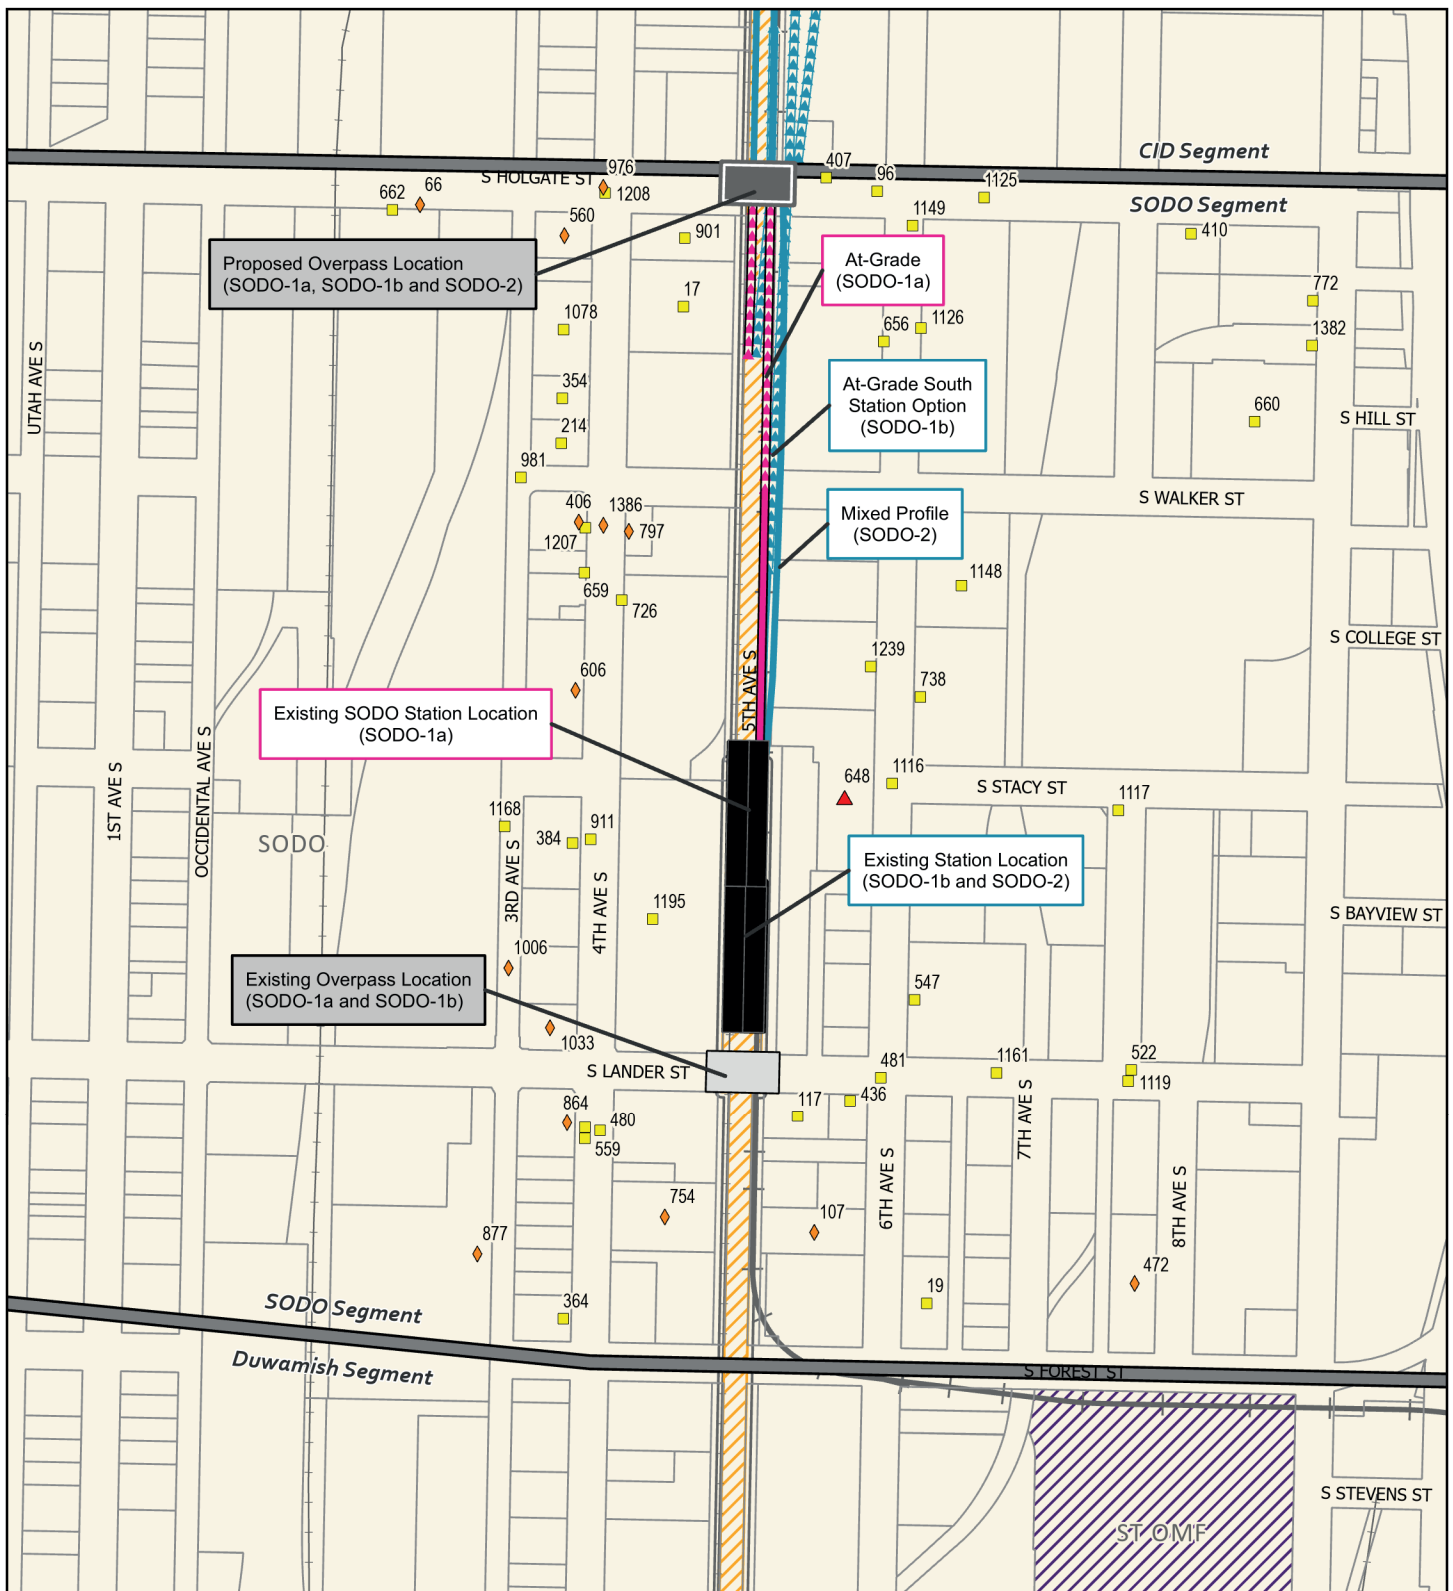 CID Segment
407
976
96
S HOLGATE ST
66
1125
662
1208
SODO Segment
1149
560
410
901
Proposed Overpass Location
(SODO-1a, SODO-1b and SODO-2)
At-Grade
(SODO-1a)
17
772
1078
656
1126
1382
UTAH AVE S
354
At-Grade South
Station Option
(SODO-1b)
660
S HILL ST
214
981
S WALKER ST
406
1386
797
1207
Mixed Profile
(SODO-2)
1148
659
726
S COLLEGE ST
1239
606
738
5TH AVE S
Existing SODO Station Location
(SODO-1a)
648
1116
S STACY ST
1117
1ST AVE S
OCCIDENTAL AVE S
SODO
1168
384
911
3RD AVE S
4TH AVE S
Existing Station Location
(SODO-1b and SODO-2)
1195
S BAYVIEW ST
1006
Existing Overpass Location
(SODO-1a and SODO-1b)
547
1033
S LANDER ST
481
1161
522
1119
864
480
559
117
436
7TH AVE S
6TH AVE S
8TH AVE S
754
107
877
472
19
364
SODO Segment
Duwamish Segment
S FOREST ST
S STEVENS ST
ST OMF